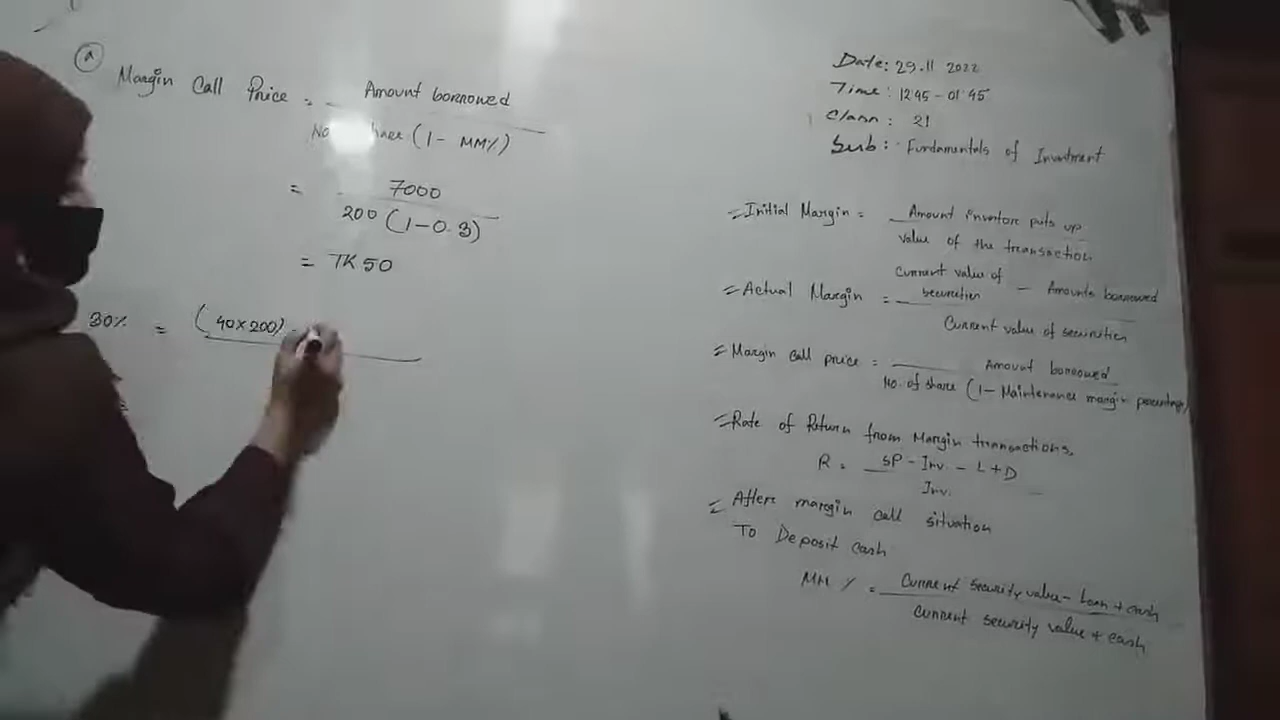 a
Margin Call Price = Amount borrowed
(1 - MM%)
= 7000
200 (1-0.3)
= TK 50
30% = (40×200)
Date: 29.11 2022
Time: 12 45 - 01 45
Class: 21
Sub: Fundamentals of Investment
= Initial Margin = Amount investore puts up
value of the transaction
= Actual Margin = current value of securities - Amounts borrowed
Current value of securities
= Margin call price = Amount borrowed
No. of share (1 - Maintenance margin percentage)
= Rate of Return from Margin transactions.
R = SP - Inv - L + D
Inv.
= After margin call situation
To Deposit cash
MM % = Current security value - Loan + cash
current security value + cash